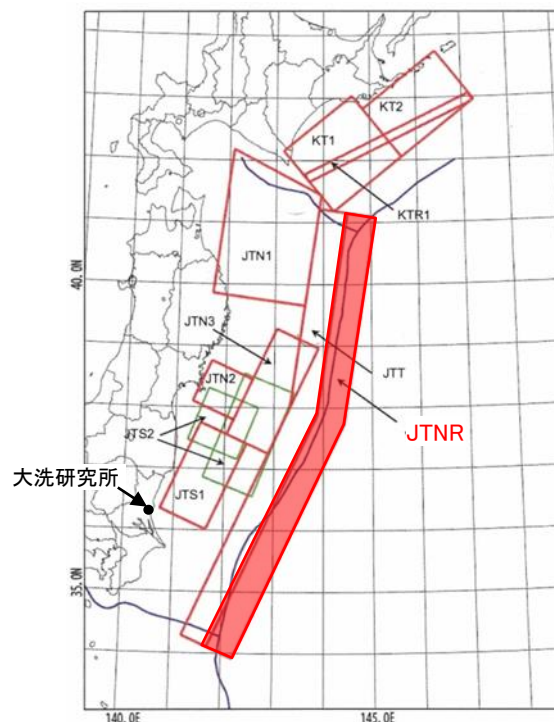 KT2
KT1
KTR1
JTN1
40.0N
JTN3
JTT
JTN2
JTS2
JTNR
大洗研究所
JTS1
35.0N
140.0E
145.0E